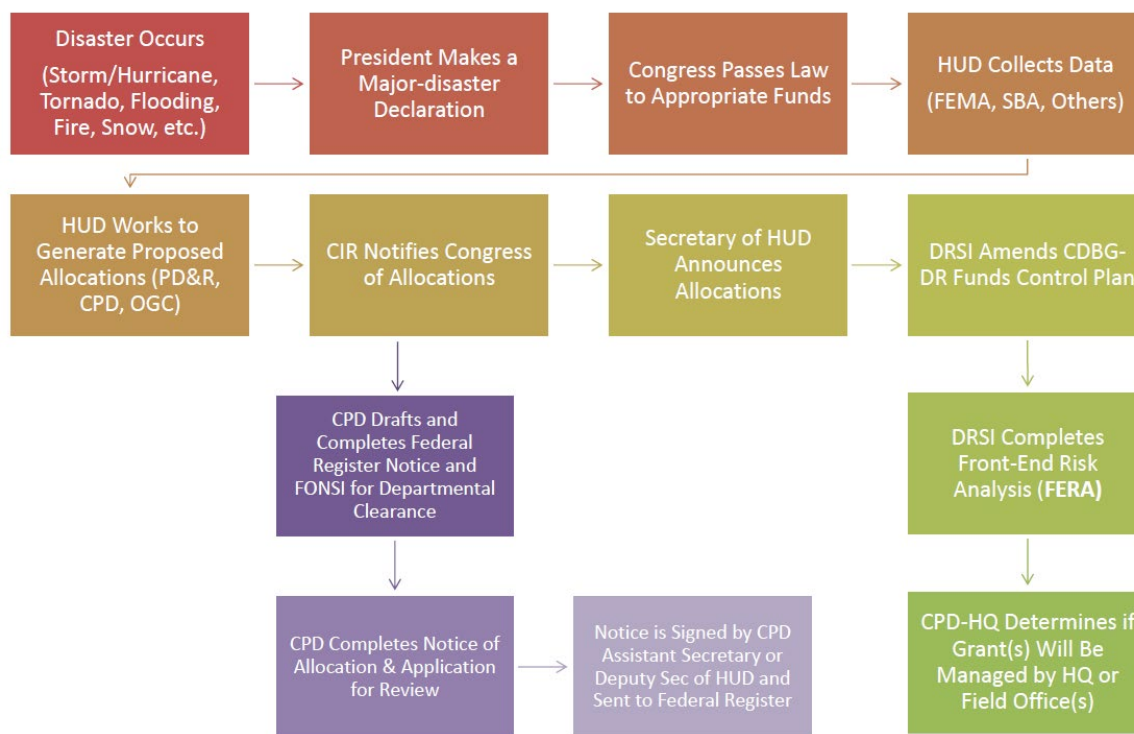 Disaster Occurs
(Storm/Hurricane,
Tornado, Flooding,
Fire, Snow, etc.)
President Makes a
Major-disaster
Declaration
Congress Passes Law
to Appropriate Funds
HUD Collects Data
(FEMA, SBA, Others)
HUD Works to
Generate Proposed
Allocations (PD&R,
CPD, OGC)
CIR Notifies Congress
of Allocations
Secretary of HUD
Announces
Allocations
DRSI Amends CDBG-
DR Funds Control Plan
CPD Drafts and
Completes Federal
Register Notice and
FONSI for Departmental
Clearance
DRSI Completes
Front-End Risk
Analysis (FERA)
CPD Completes Notice of
Allocation & Application
for Review
Notice is Signed by CPD
Assistant Secretary or
Deputy Sec of HUD and
Sent to Federal Register
CPD-HQ Determines if
Grant(s) Will Be
Managed by HQ or
Field Office(s)